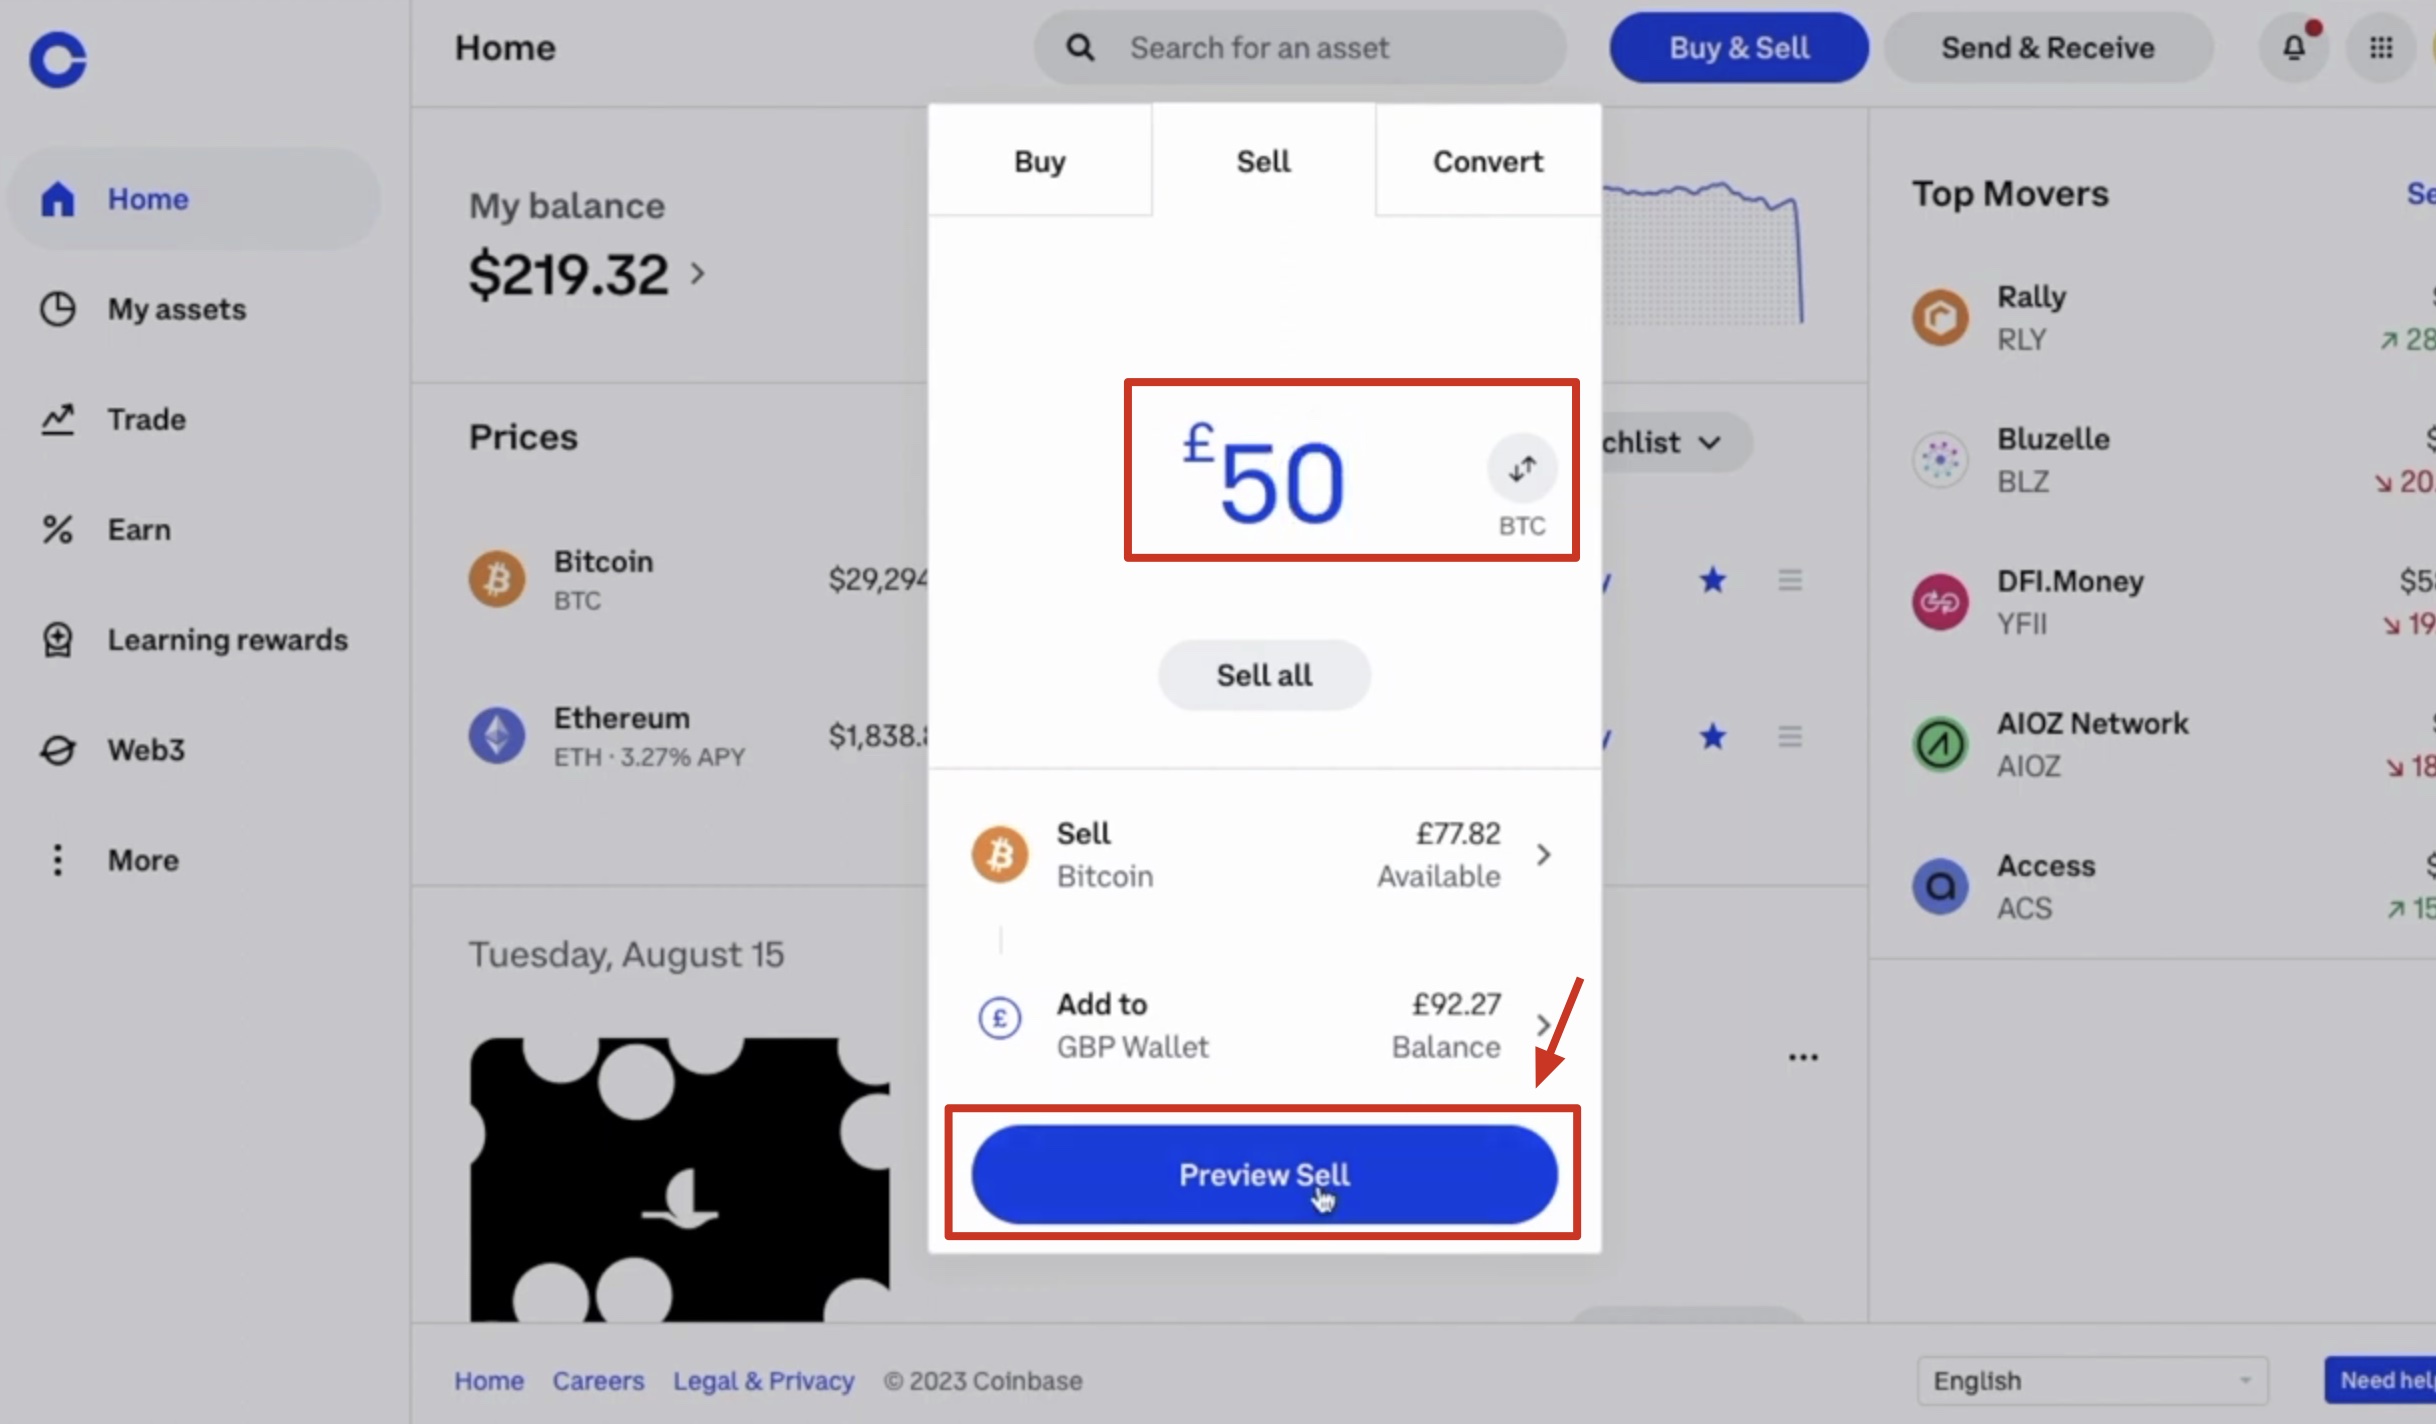 Home
Search for an asset
Buy & Sell
Send & Receive
Home
My assets
Trade
Earn
Learning rewards
Web3
More
My balance
$219.32
Prices
Bitcoin
BTC
$29,294
Ethereum
ETH · 3.27% APY
$1,838.
Tuesday, August 15
Buy
Sell
Convert
£50
BTC
Sell all
Sell
£77.82
Bitcoin
Available
Add to
£92.27
GBP Wallet
Balance
Preview Sell
chlist
Top Movers
Se
Rally
RLY
28
Bluzelle
BLZ
20
DFI.Money
$5
YFII
19
AIOZ Network
AIOZ
18
Access
ACS
15
Home
Careers
Legal & Privacy
© 2023 Coinbase
English
Need hel